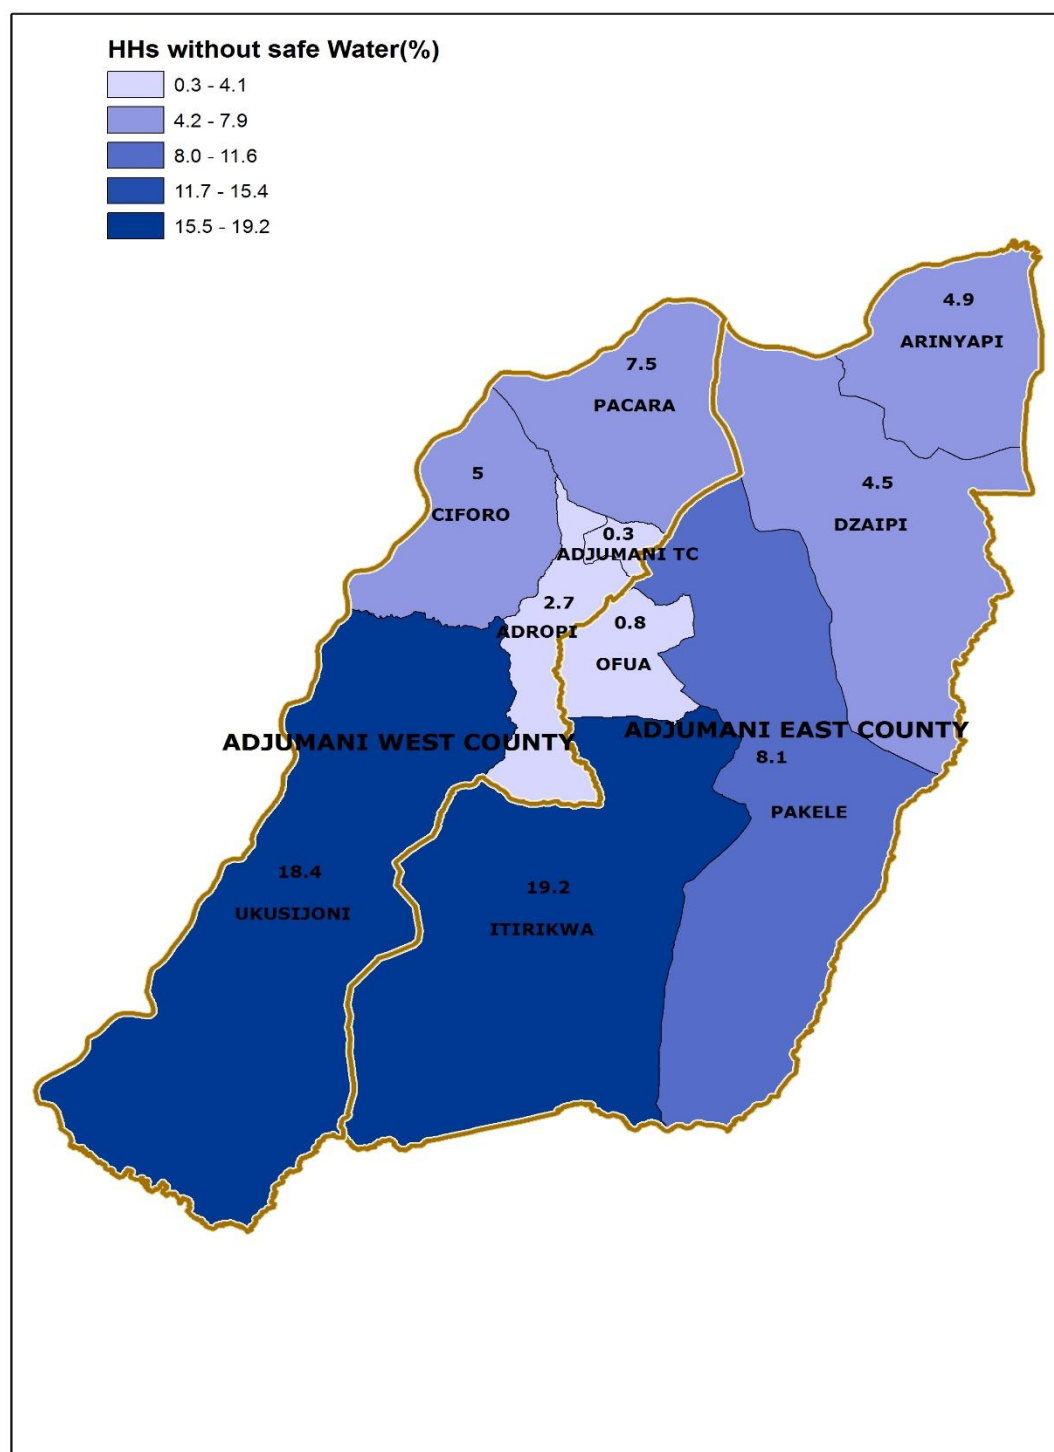 HHs without safe Water(%)
0.3 - 4.1
4.2 - 7.9
8.0 - 11.6
11.7 - 15.4
15.5 - 19.2
4.9
ARINYAPI
7.5
PACARA
5
CIFORO
4.5
DZAIPI
0.3
ADJUMANI TC
2.7
ADROPI
0.8
OFUA
ADJUMANI WEST COUNTY
ADJUMANI EAST COUNTY
8.1
PAKELE
18.4
UKUSIJONI
19.2
ITIRIKWA